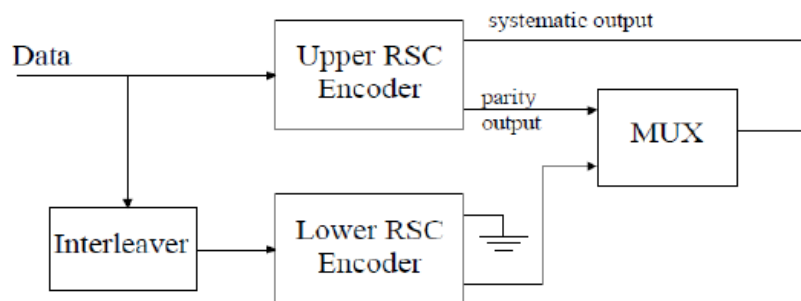 systematic output
Data
Upper RSC
Encoder
parity
output
MUX
Interleaver
Lower RSC
Encoder